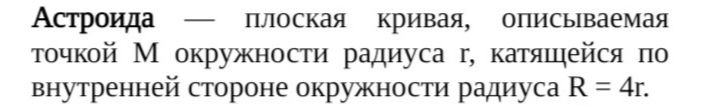 Астроида — плоская кривая, описываемая
точкой М окружности радиуса r, катящейся по
внутренней стороне окружности радиуса R = 4r.